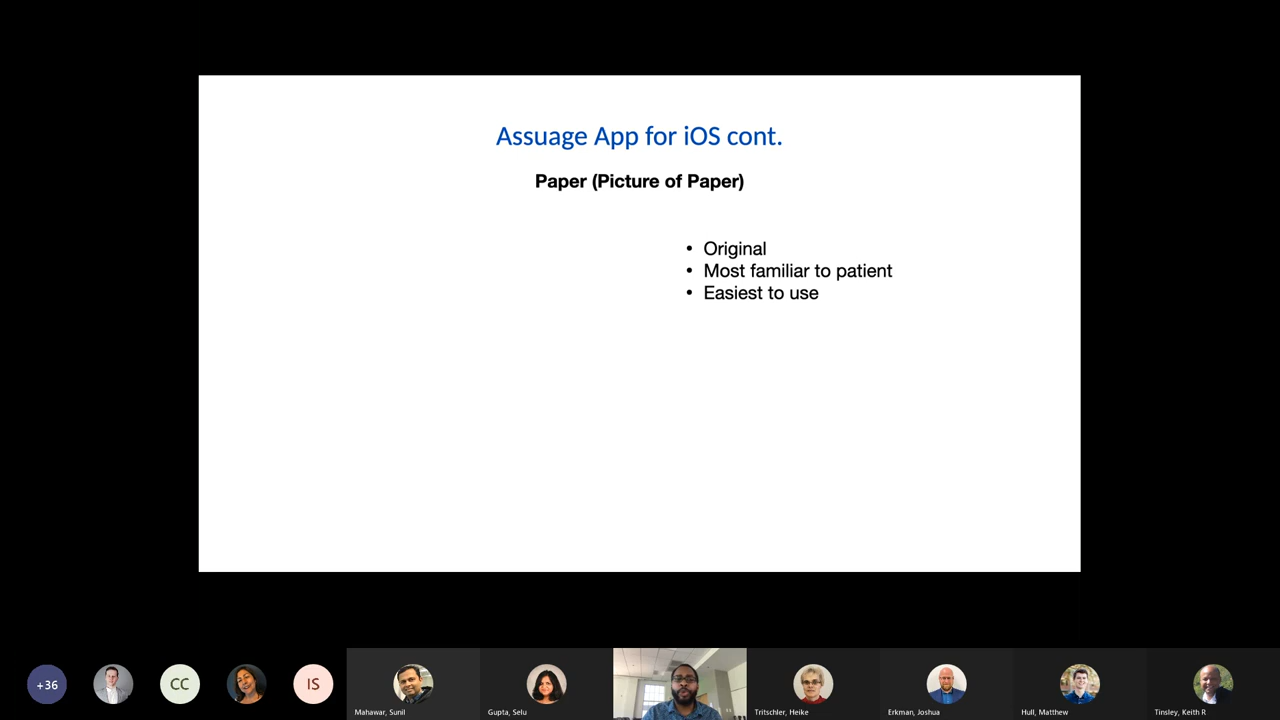 Assuage App for iOS cont.
Paper (Picture of Paper)
• Original
• Most familiar to patient
• Easiest to use
+36
CC
IS
Mahawar, Sunil
Gupta, Selu
Tritschler, Heike
Erkman, Joshua
Hull, Matthew
Tinsley, Keith R